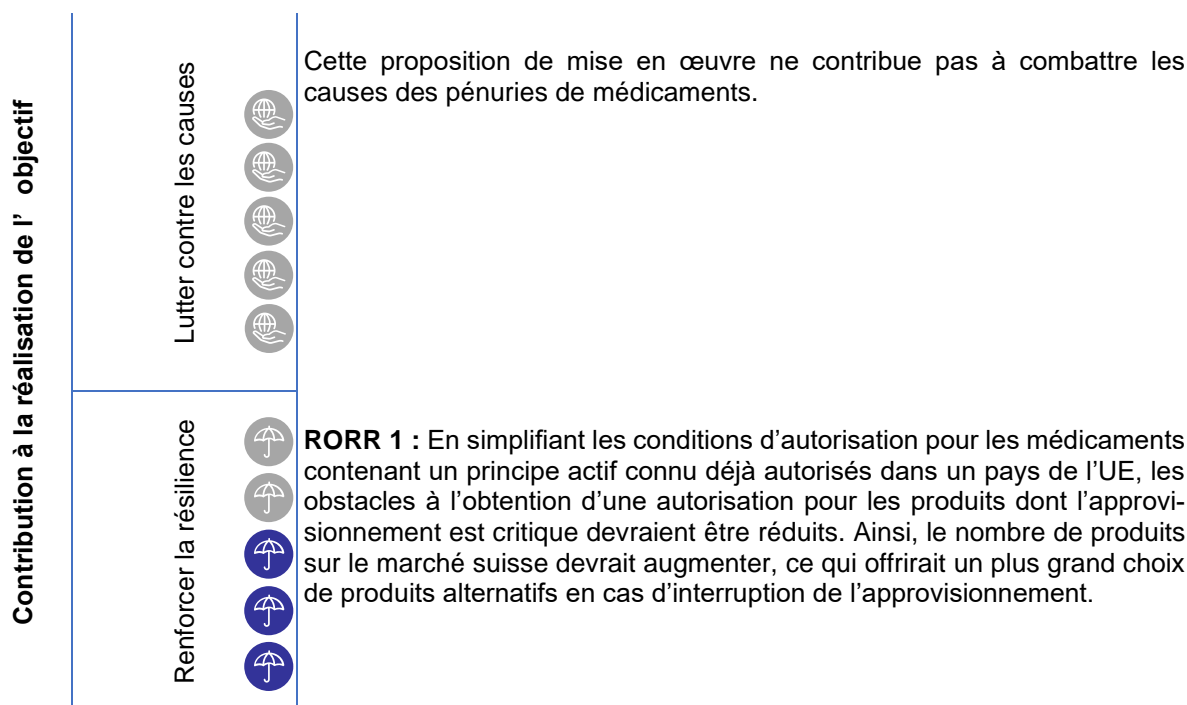 Contribution à la réalisation de l’ objectif
Lutter contre les causes
Cette proposition de mise en œuvre ne contribue pas à combattre les
causes des pénuries de médicaments.
Renforcer la résilience
RORR 1 : En simplifiant les conditions d’autorisation pour les médicaments
contenant un principe actif connu déjà autorisés dans un pays de l’UE, les
obstacles à l’obtention d’une autorisation pour les produits dont l’approvi-
sionnement est critique devraient être réduits. Ainsi, le nombre de produits
sur le marché suisse devrait augmenter, ce qui offrirait un plus grand choix
de produits alternatifs en cas d’interruption de l’approvisionnement.